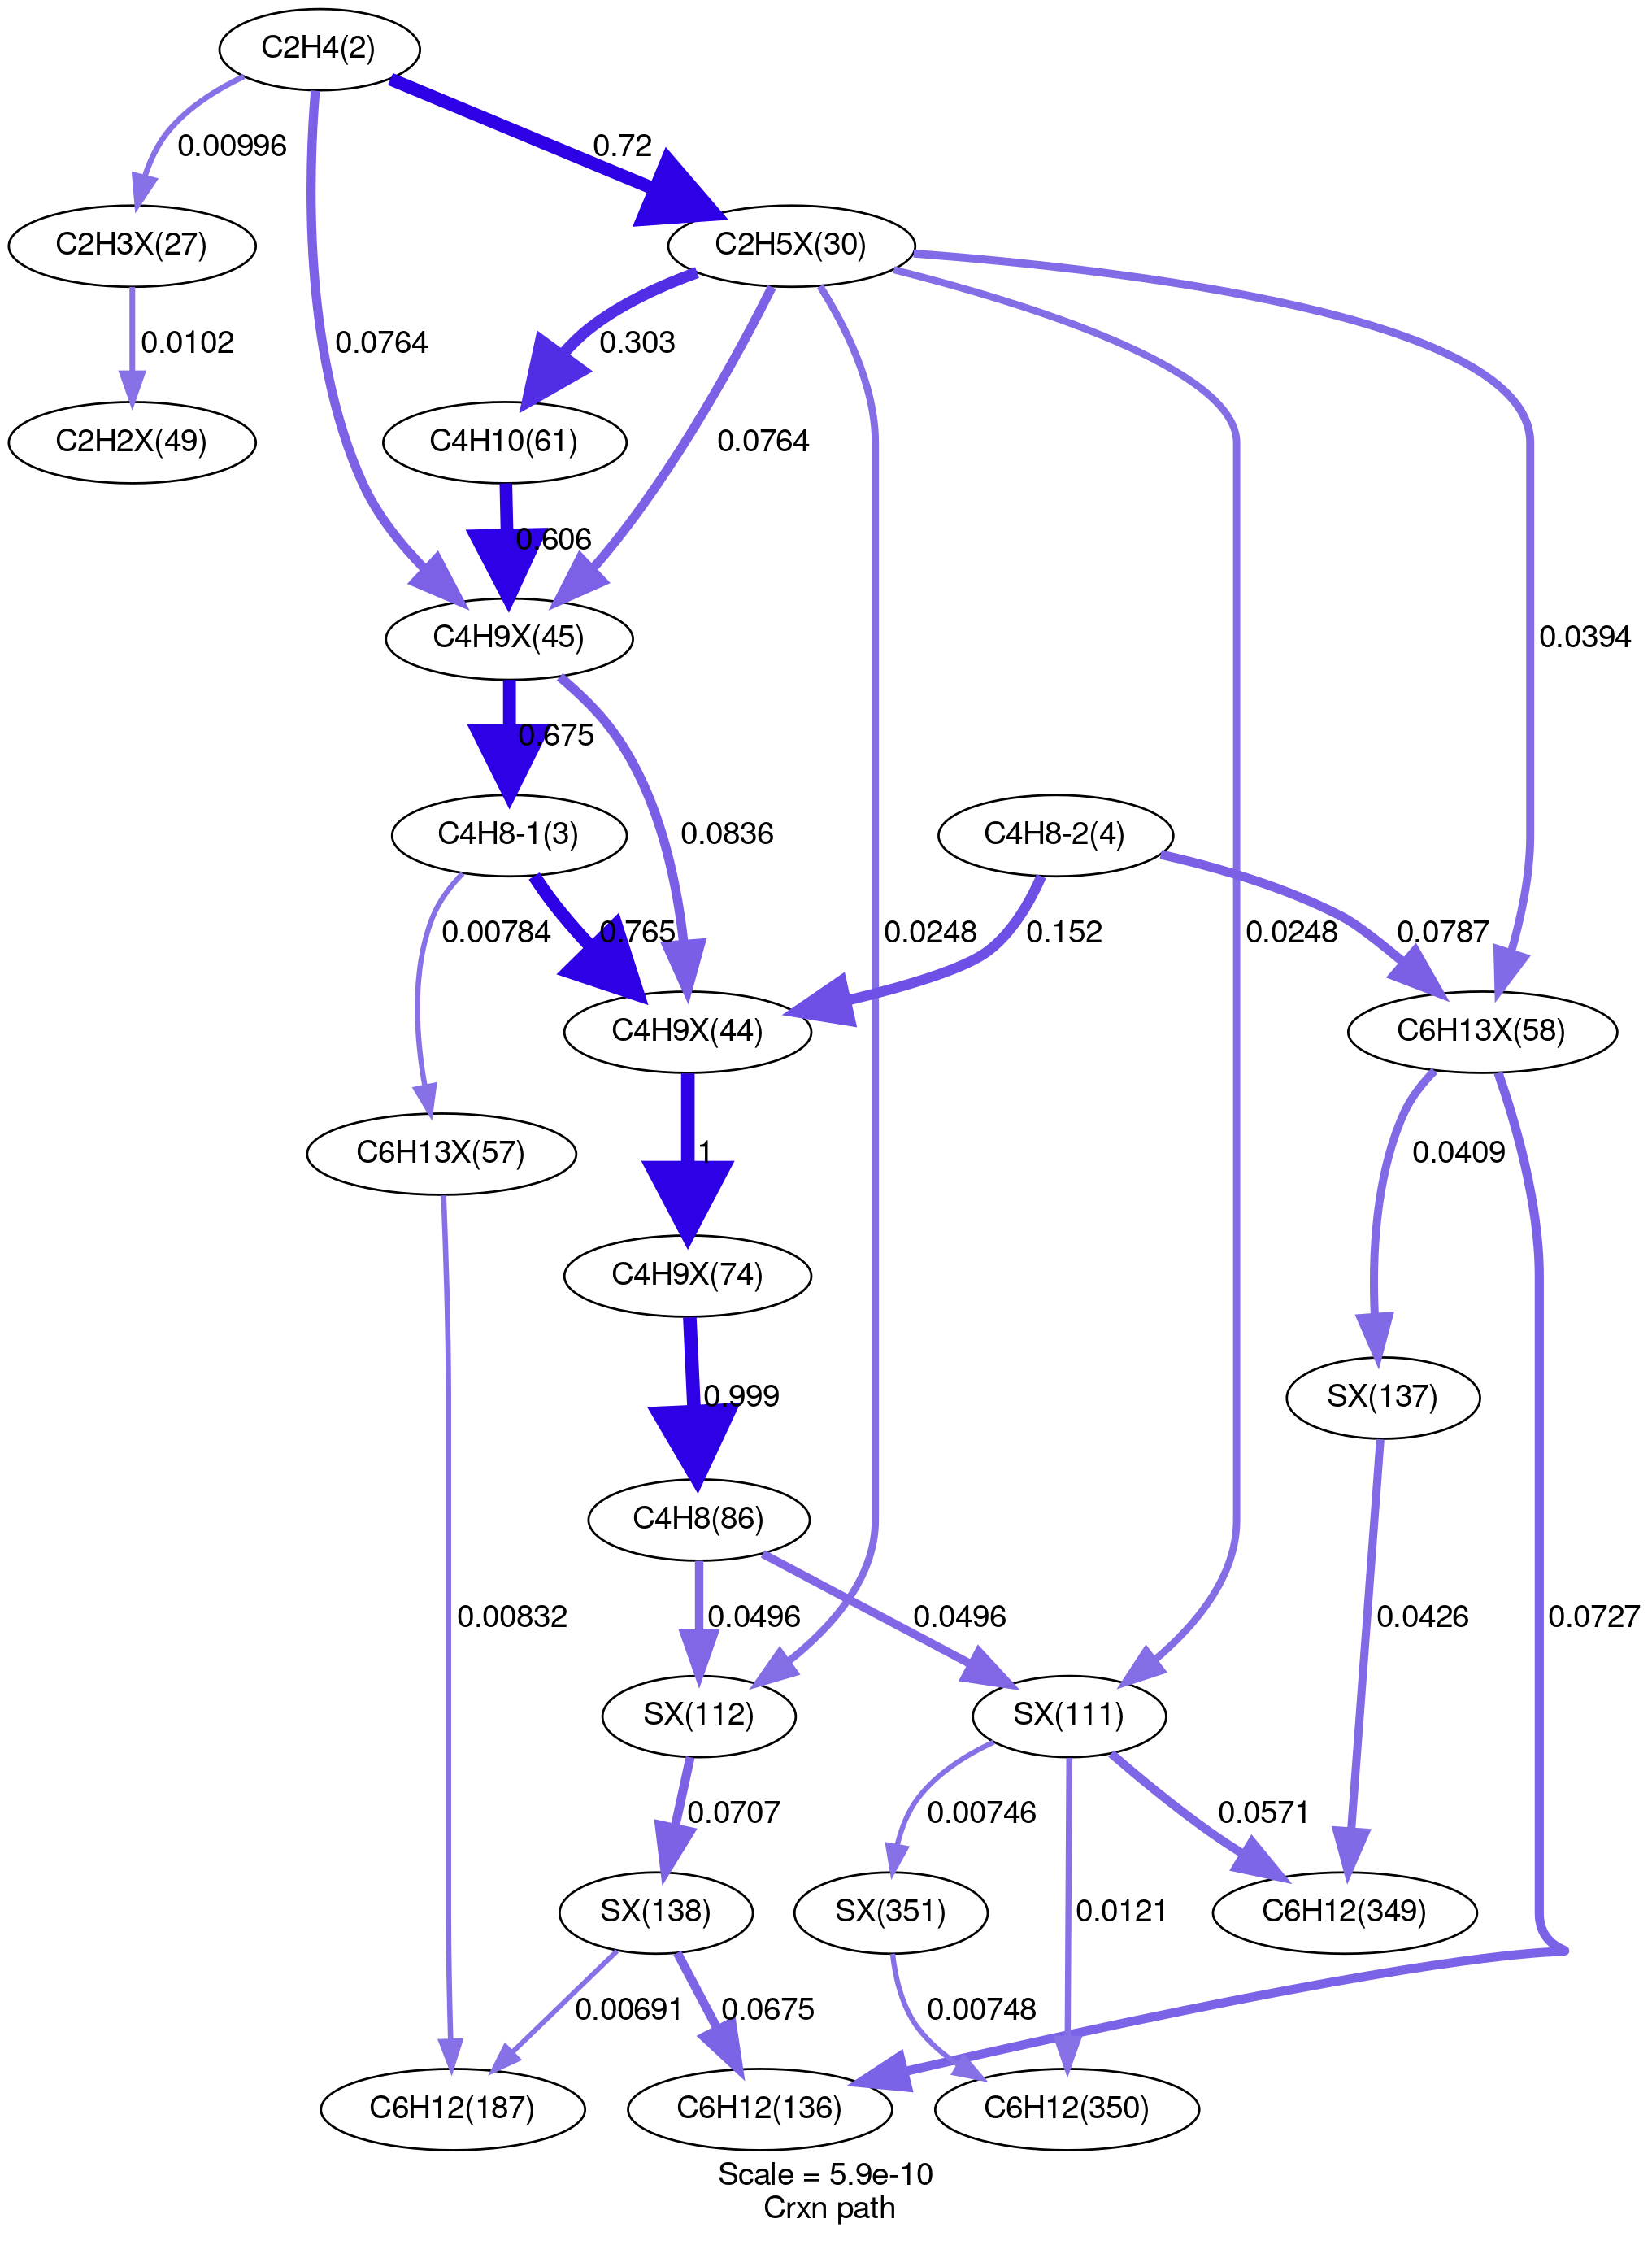 C2H4(2)
0.00996
0.72
C2H3X(27)
C2H5X(30)
0.0102
0.0764
0.303
C2H2X(49)
C4H10(61)
0.0764
0.606
C4H9X(45)
0.0394
0.675
C4H8-1(3)
0.0836
C4H8-2(4)
0.00784
0.765
0.0248
0.152
0.0248
0.0787
C4H9X(44)
C6H13X(58)
C6H13X(57)
1
0.0409
C4H9X(74)
0.999
SX(137)
C4H8(86)
0.00832
0.0496
0.0496
0.0426
0.0727
SX(112)
SX(111)
0.0707
0.00746
0.0571
SX(138)
SX(351)
0.0121
C6H12(349)
0.00691
0.0675
0.00748
C6H12(187)
C6H12(136)
C6H12(350)
Scale = 5.9e-10
Crxn path